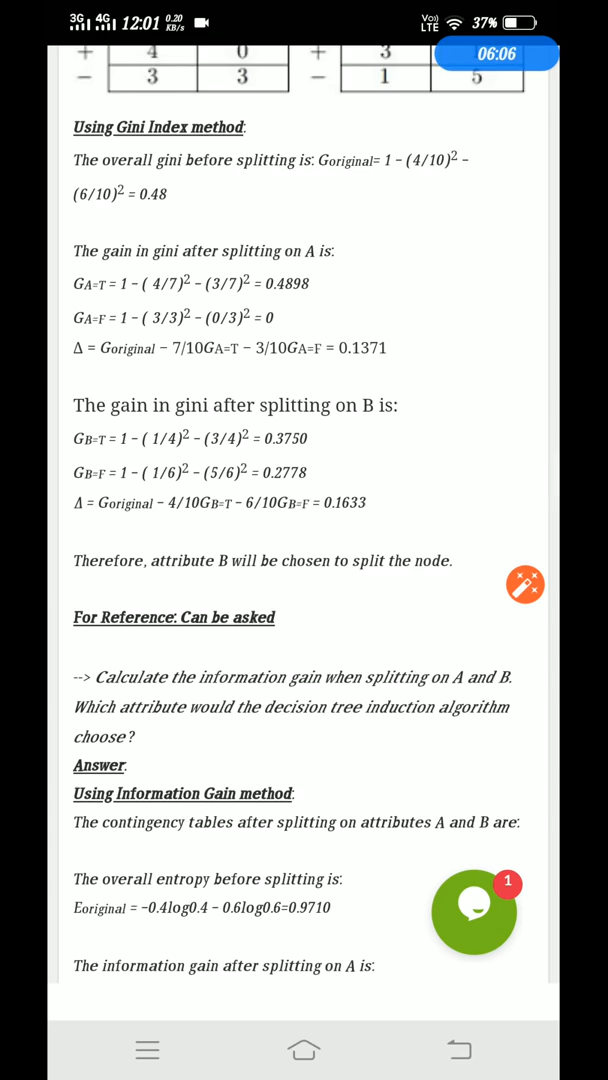 3G 4G 12:01 0.20 KB/s Vo)) LTE 37%
06:06
+ 4 0 + 3
− 3 3 − 1 5
Using Gini Index method:
The overall gini before splitting is: Goriginal= 1 − (4/10)² −
(6/10)² = 0.48
The gain in gini after splitting on A is:
GA=T = 1 − ( 4/7)² − (3/7)² = 0.4898
GA=F = 1 − ( 3/3)² − (0/3)² = 0
Δ = Goriginal − 7/10GA=T − 3/10GA=F = 0.1371
The gain in gini after splitting on B is:
GB=T = 1 − ( 1/4)² − (3/4)² = 0.3750
GB=F = 1 − ( 1/6)² − (5/6)² = 0.2778
Δ = Goriginal − 4/10GB=T − 6/10GB=F = 0.1633
Therefore, attribute B will be chosen to split the node.
For Reference: Can be asked
--> Calculate the information gain when splitting on A and B.
Which attribute would the decision tree induction algorithm
choose?
Answer:
Using Information Gain method:
The contingency tables after splitting on attributes A and B are:
The overall entropy before splitting is:
1
Eoriginal = −0.4log0.4 − 0.6log0.6=0.9710
The information gain after splitting on A is: